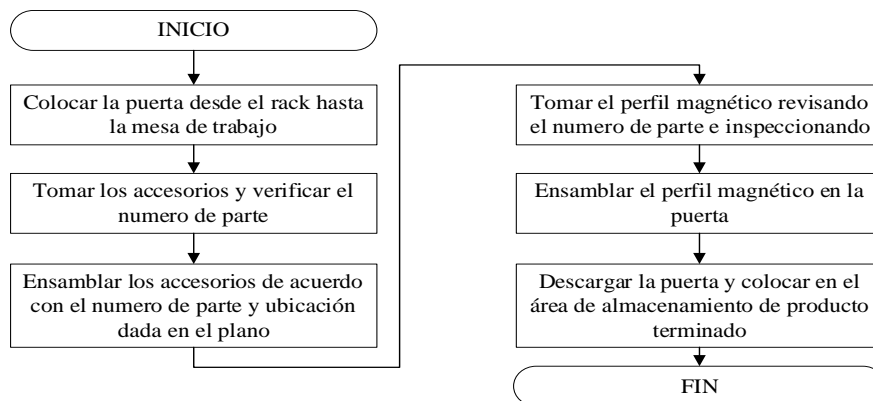 INICIO
Colocar la puerta desde el rack hasta
la mesa de trabajo
Tomar los accesorios y verificar el
numero de parte
Ensamblar los accesorios de acuerdo
con el numero de parte y ubicación
dada en el plano
Tomar el perfil magnético revisando
el numero de parte e inspeccionando
Ensamblar el perfil magnético en la
puerta
Descargar la puerta y colocar en el
área de almacenamiento de producto
terminado
FIN